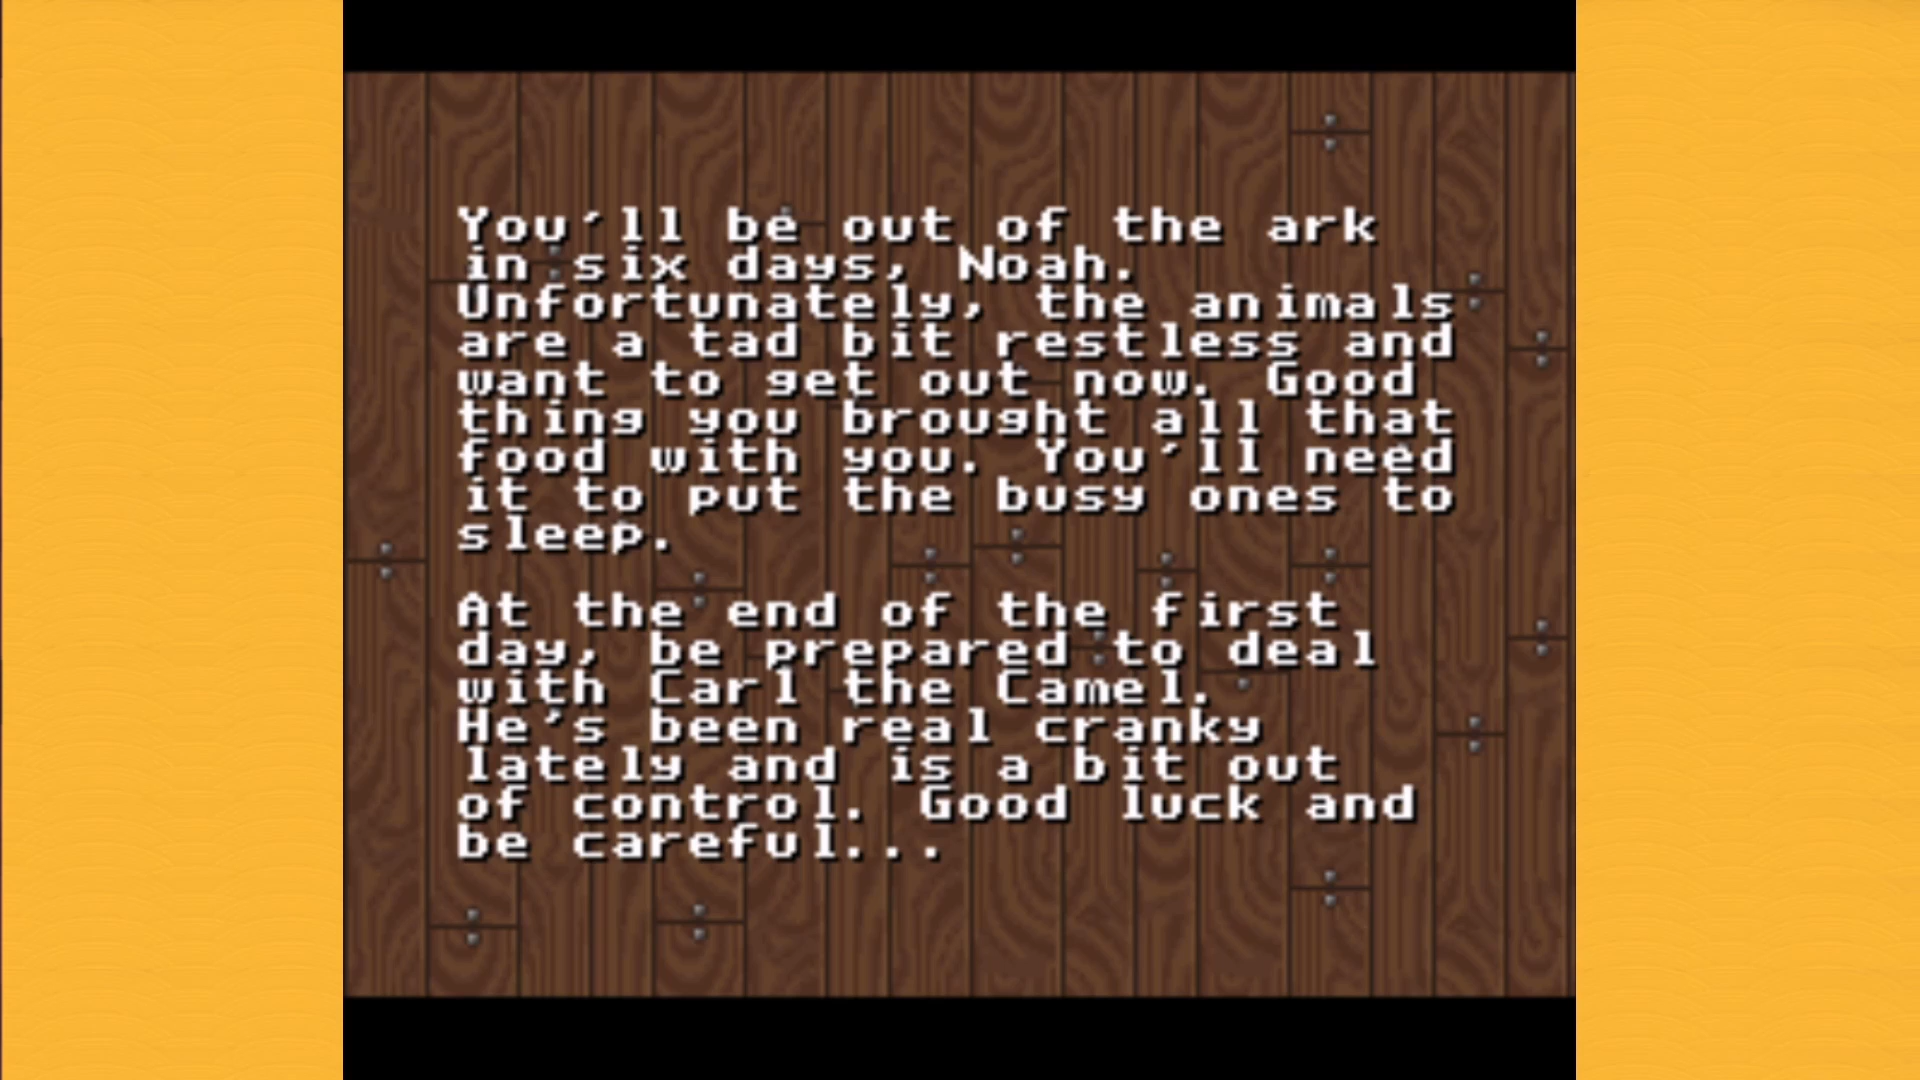 You'll be out of the ark
in six days, Noah.
Unfortunately, the animals
are a tad bit restless and
want to get out now. Good
thing you brought all that
food with you. You'll need
it to put the busy ones to
sleep.
At the end of the first
day, be prepared to deal
with Carl the Camel.
He's been real cranky
lately and is a bit out
of control. Good luck and
be careful...